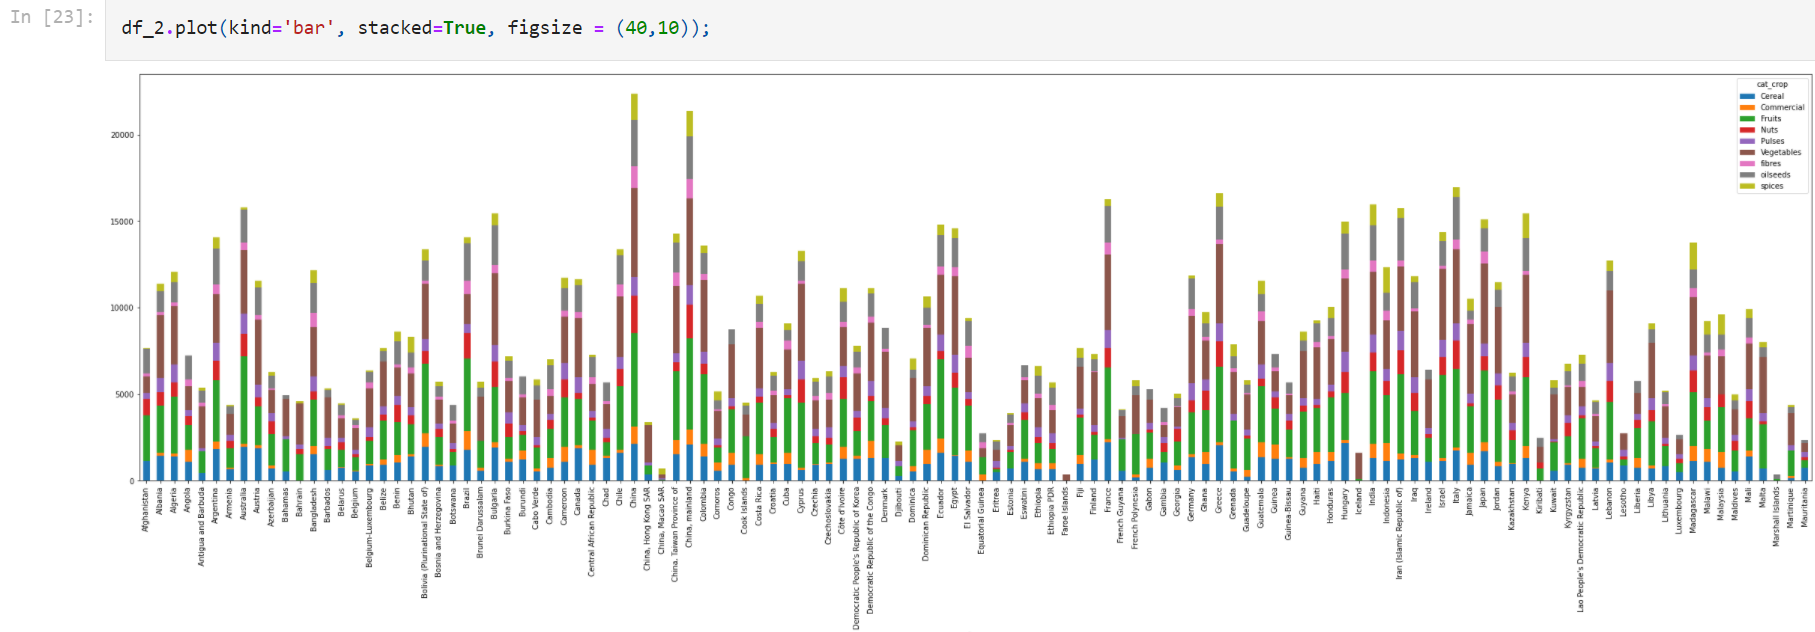 In [23]:
df_2.plot(kind='bar', stacked=True, figsize = (40,10));
cat_crop
Cereal
Commercial
Fruits
Nuts
Pulses
Vegetables
fibres
oilseeds
spices
20000
15000
10000
5000
0
Afghanistan
Albania
Algeria
Angola
Antigua and Barbuda
Argentina
Armenia
Australia
Austria
Azerbaijan
Bahamas
Bahrain
Bangladesh
Barbados
Belarus
Belgium
Belgium-Luxembourg
Belize
Benin
Bhutan
Bolivia (Plurinational State of)
Bosnia and Herzegovina
Botswana
Brazil
Brunei Darussalam
Bulgaria
Burkina Faso
Burundi
Cabo Verde
Cambodia
Cameroon
Canada
Central African Republic
Chad
Chile
China
China, Hong Kong SAR
China, Macao SAR
China, Taiwan Province of
China, mainland
Colombia
Comoros
Congo
Cook Islands
Costa Rica
Croatia
Cuba
Cyprus
Czechia
Czechoslovakia
Côte d'Ivoire
Democratic People's Republic of Korea
Democratic Republic of the Congo
Denmark
Djibouti
Dominica
Dominican Republic
Ecuador
Egypt
El Salvador
Equatorial Guinea
Eritrea
Estonia
Eswatini
Ethiopia
Ethiopia PDR
Faroe Islands
Fiji
Finland
France
French Guyana
French Polynesia
Gabon
Gambia
Georgia
Germany
Ghana
Greece
Grenada
Guadeloupe
Guatemala
Guinea
Guinea-Bissau
Guyana
Haiti
Honduras
Hungary
Iceland
India
Indonesia
Iran (Islamic Republic of)
Iraq
Ireland
Israel
Italy
Jamaica
Japan
Jordan
Kazakhstan
Kenya
Kiribati
Kuwait
Kyrgyzstan
Lao People's Democratic Republic
Latvia
Lebanon
Lesotho
Liberia
Libya
Lithuania
Luxembourg
Madagascar
Malawi
Malaysia
Maldives
Mali
Malta
Marshall Islands
Martinique
Mauritania